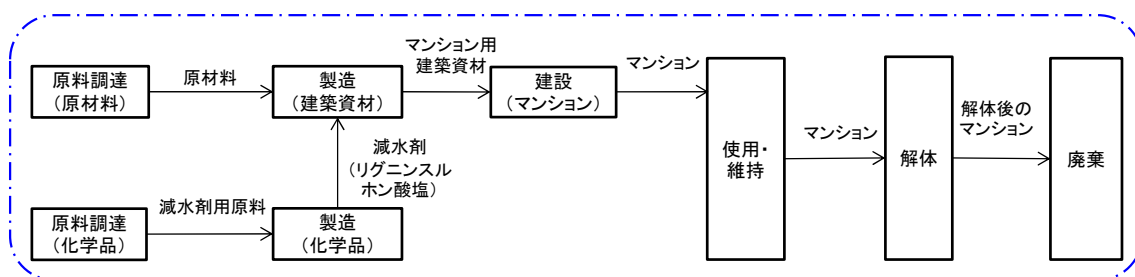 原料調達
（原材料）
原材料
製造
（建築資材）
マンション用
建築資材
建設
（マンション）
マンション
使用・
維持
マンション
解体
解体後の
マンション
廃棄
減水剤
（リグニンスル
ホン酸塩）
原料調達
（化学品）
減水剤用原料
製造
（化学品）